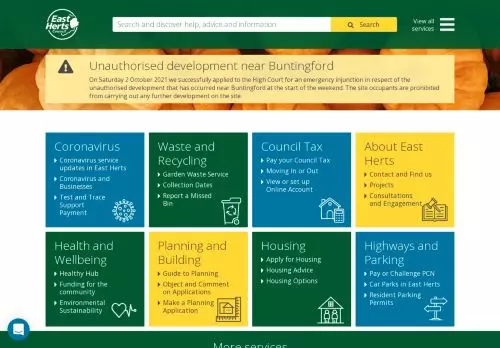 East
Herts
Council
Search and discover help, advice and information
Search
View all
services
Unauthorised development near Buntingford
On Saturday 2 October 2021 we successfully applied to the High Court for an emergency injunction in respect of the
unauthorised development that has occurred near Buntingford at the start of the weekend. The site occupants are prohibited
from carrying out any further development on the site.
Coronavirus
Coronavirus service
updates in East Herts
Coronavirus and
Businesses
Test and Trace
Support
Payment
Waste and
Recycling
Garden Waste Service
Collection Dates
Report a Missed
Bin
Council Tax
Pay your Council Tax
Moving In or Out
View or set up
Online Account
About East
Herts
Contact and Find us
Projects
Consultations
and Engagement
Health and
Wellbeing
Healthy Hub
Funding for the
community
Environmental
Sustainability
Planning and
Building
Guide to Planning
Object and Comment
on Applications
Make a Planning
Application
Housing
Apply for Housing
Housing Advice
Housing Options
Highways and
Parking
Pay or Challenge PCN
Car Parks in East Herts
Resident Parking
Permits
More services